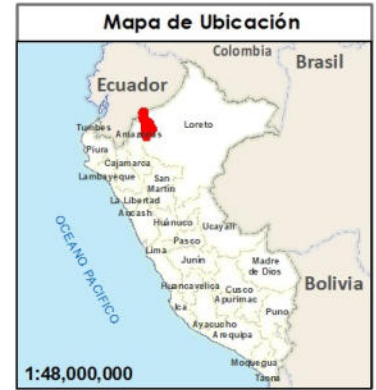 Mapa de Ubicación
Colombia
Brasil
Ecuador
Tumbes
Amazonas
Loreto
Piura
Cajamarca
Lambayeque
San
Martín
La Libertad
Ancash
Huánuco
Ucayali
Pasco
OCEANO PACIFICO
Lima
Junín
Madre
de Dios
Huancavelica
Cusco
Bolivia
Apurimac
Ica
Puno
Ayacucho
Arequipa
Moquegua
1:48,000,000
Tacna